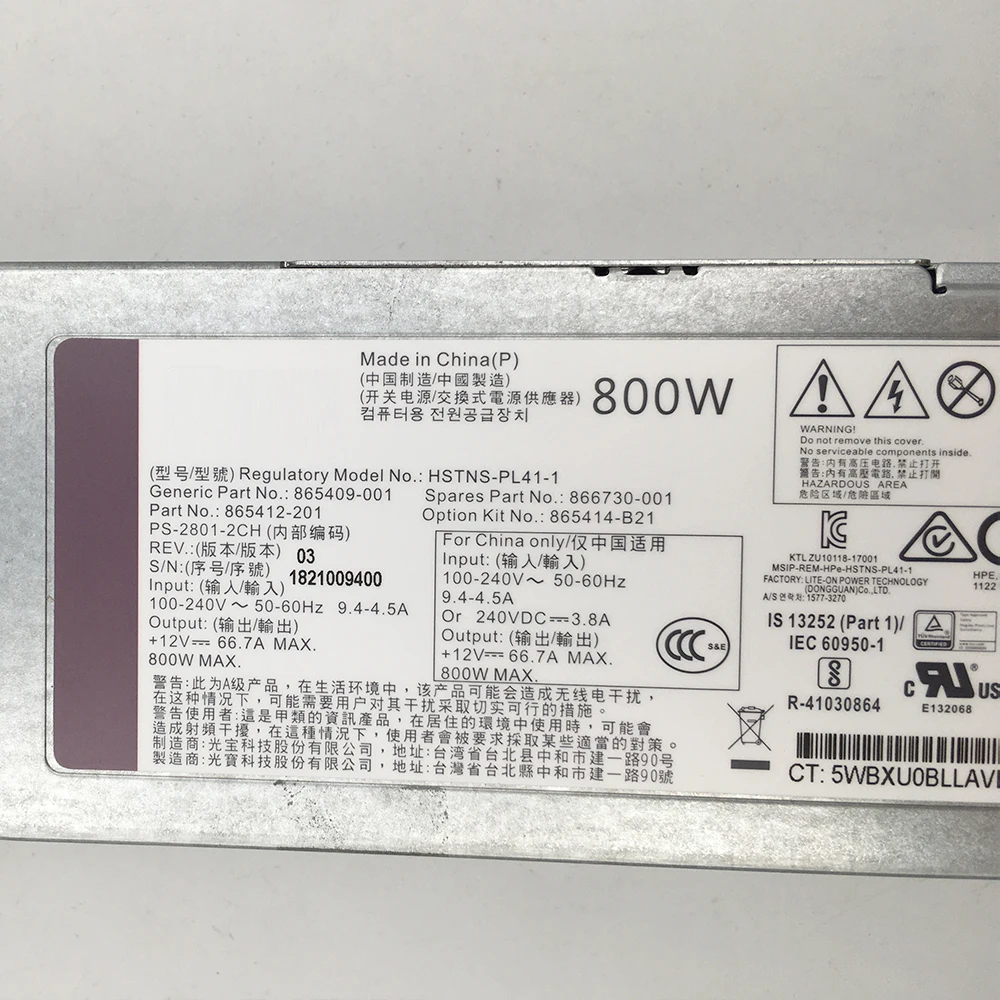 Made in China(P)
(中国制造/中國製造)
(开关电源/交換式電源供應器)
컴퓨터용 전원공급장치
800W
(型号/型號) Regulatory Model No.: HSTNS-PL41-1
Generic Part No.: 865409-001
Spares Part No.: 866730-001
Part No.: 865412-201
Option Kit No.: 865414-B21
PS-2801-2CH (内部编码)
REV.:(版本/版本) 03
S/N:(序号/序號) 1821009400
Input: (输入/輸入)
100-240V～ 50-60Hz 9.4-4.5A
Output: (输出/輸出)
+12V⎓ 66.7A MAX.
800W MAX.
For China only/仅中国适用
Input: (输入/輸入)
100-240V～ 50-60Hz
9.4-4.5A
Or 240VDC⎓3.8A
Output: (输出/輸出)
+12V⎓ 66.7A MAX.
800W MAX.
CCC S&E
警告: 此为A级产品，在生活环境中，该产品可能会造成无线电干扰，
在这种情况下，可能需要用户对其干扰采取切实可行的措施。
警告使用者: 這是甲類的資訊產品，在居住的環境中使用時，可能會
造成射頻干擾，在這種情況下，使用者會被要求採取某些適當的對策。
制造商: 光宝科技股份有限公司，地址: 台湾省台北县中和市建一路90号
製造商: 光寶科技股份有限公司，地址: 台灣省台北縣中和市建一路90號
WARNING!
Do not remove this cover.
No serviceable components inside.
警告: 内有高压电路, 禁止打开
警告: 內有高壓電路, 禁止打開
HAZARDOUS AREA
危险区域/危險區域
KTL ZU10118-17001
MSIP-REM-HPe-HSTNS-PL41-1
FACTORY: LITE-ON POWER TECHNOLOGY
(DONGGUAN)Co.,LTD.
A/S 연락처: 1577-3270
HPE,
1122
IS 13252 (Part 1)/
IEC 60950-1
R-41030864
TÜVRheinland
CERTIFIED
c RU US
E132068
CT: 5WBXU0BLLAV